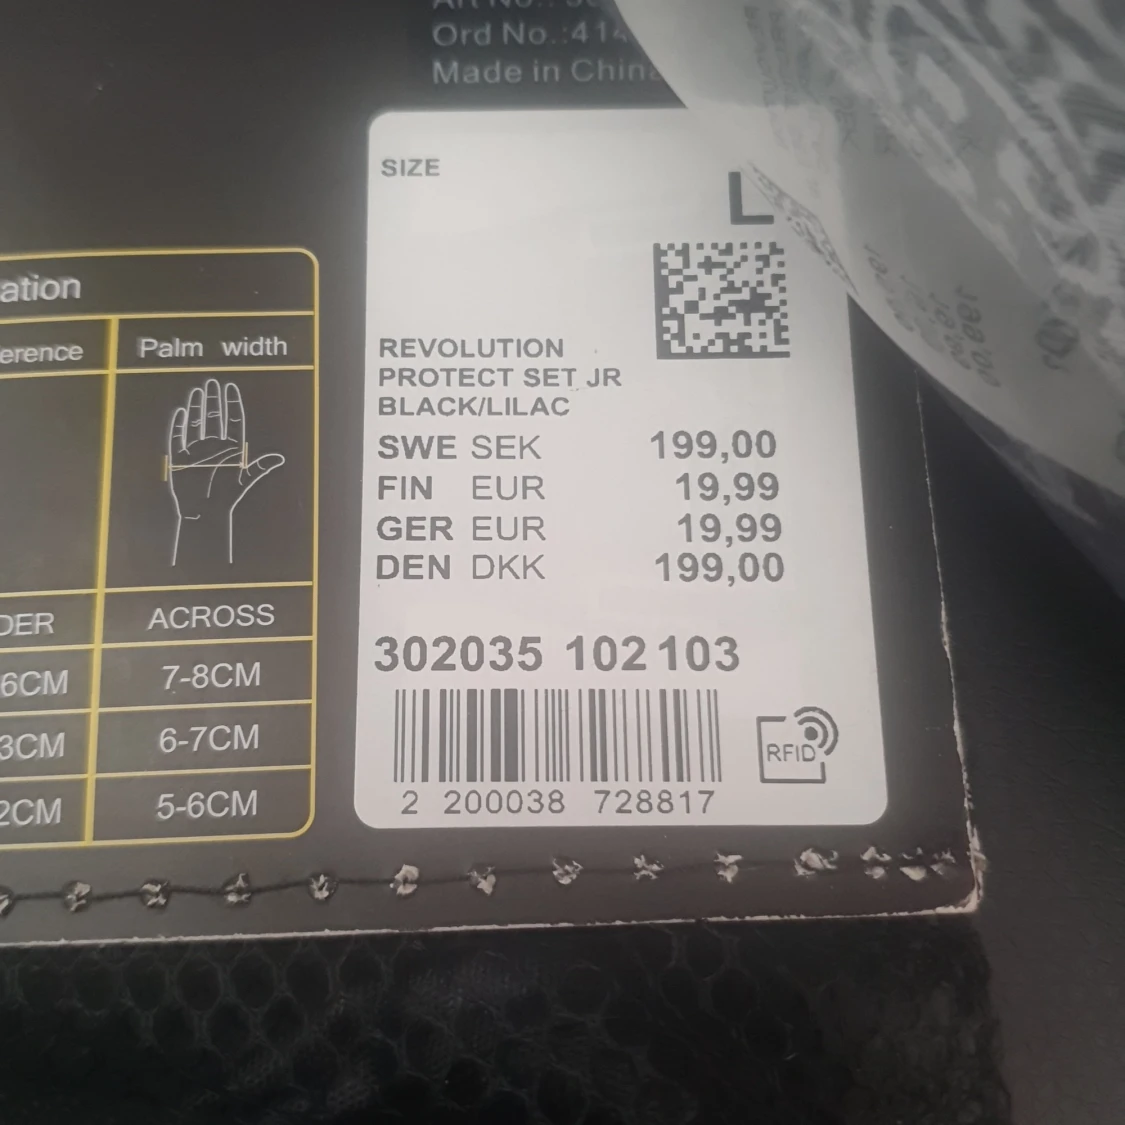 Ord No.:414
Made in China
SIZE
L
ation
erence
Palm width
REVOLUTION
PROTECT SET JR
BLACK/LILAC
SWE SEK 199,00
FIN EUR 19,99
GER EUR 19,99
DEN DKK 199,00
DER
ACROSS
6CM
7-8CM
3CM
6-7CM
2CM
5-6CM
302035 102 103
2 200038 728817
RFID